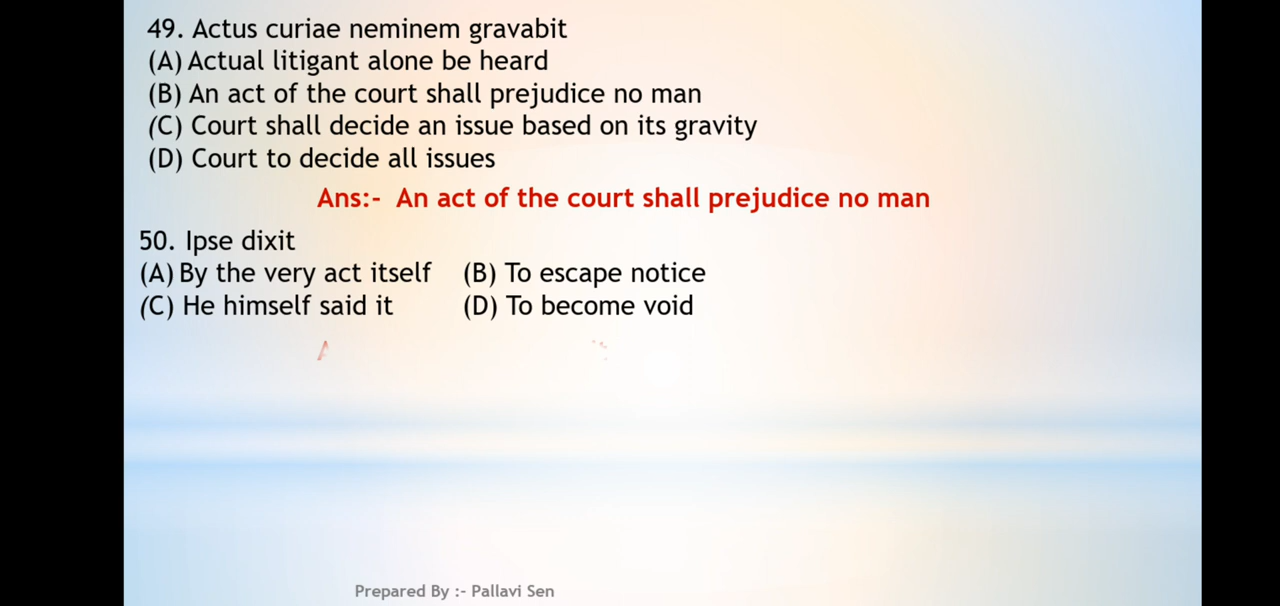 49. Actus curiae neminem gravabit
(A) Actual litigant alone be heard
(B) An act of the court shall prejudice no man
(C) Court shall decide an issue based on its gravity
(D) Court to decide all issues
Ans:- An act of the court shall prejudice no man
50. Ipse dixit
(A) By the very act itself (B) To escape notice
(C) He himself said it (D) To become void
Prepared By :- Pallavi Sen